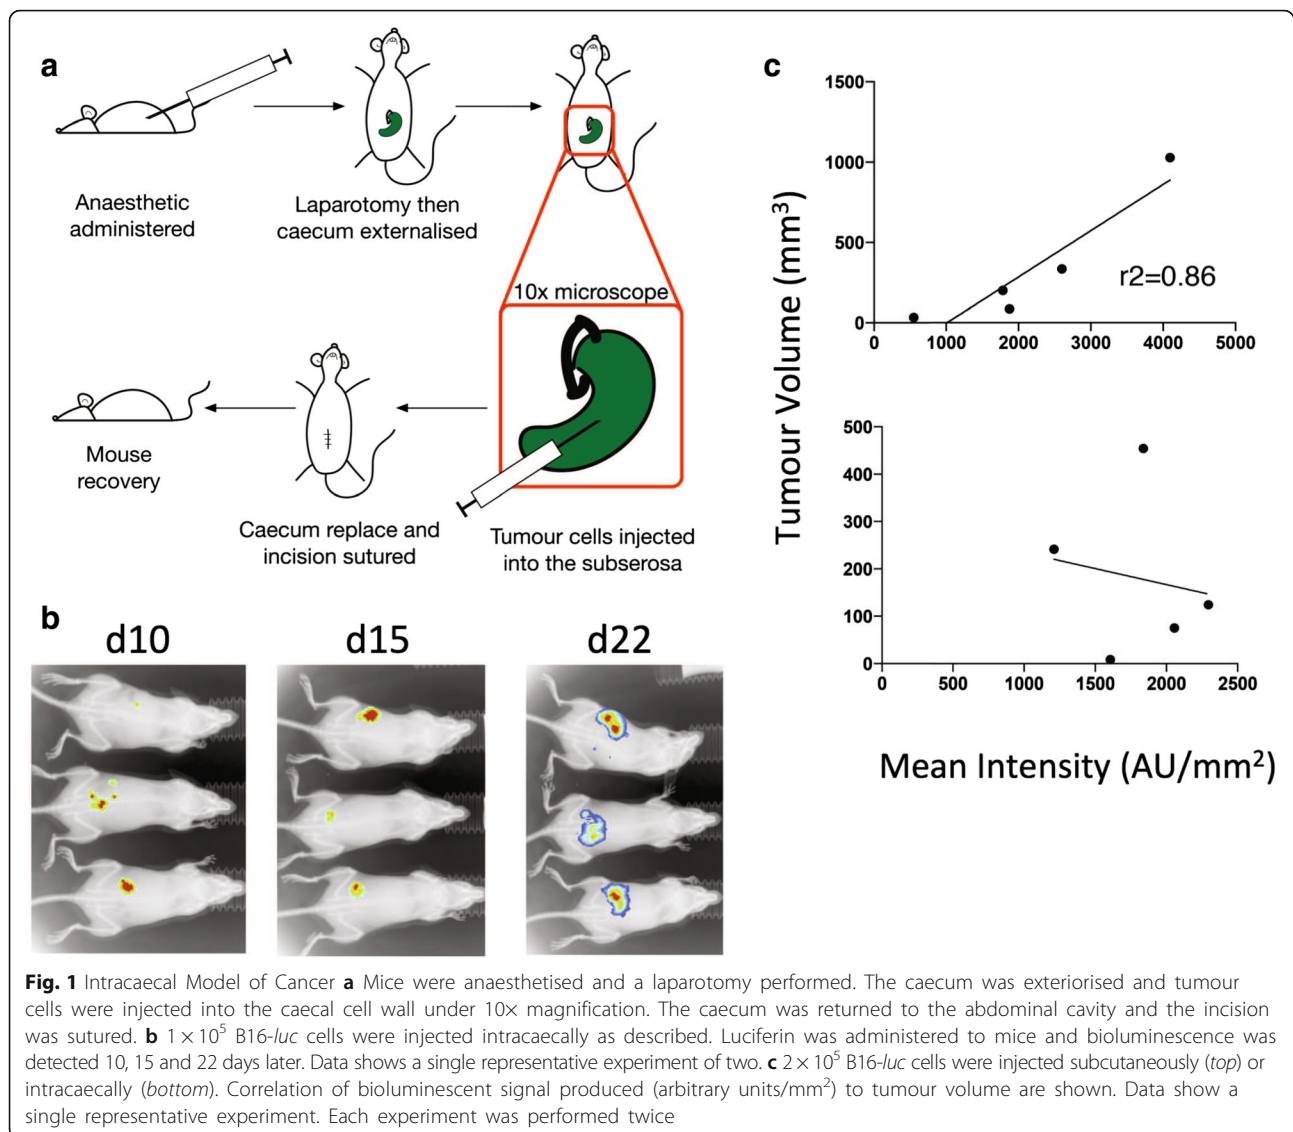 a
Anaesthetic
administered
Laparotomy then
caecum externalised
10x microscope
Mouse
recovery
Caecum replace and
incision sutured
Tumour cells injected
into the subserosa
b
d10
d15
d22
c
Tumour Volume (mm³)
1500
1000
500
0
r2=0.86
0 1000 2000 3000 4000 5000
500
400
300
200
100
0
0 500 1000 1500 2000 2500
Mean Intensity (AU/mm²)
Fig. 1 Intracaecal Model of Cancer a Mice were anaesthetised and a laparotomy performed. The caecum was exteriorised and tumour
cells were injected into the caecal cell wall under 10× magnification. The caecum was returned to the abdominal cavity and the incision
was sutured. b 1 × 10⁵ B16-luc cells were injected intracaecally as described. Luciferin was administered to mice and bioluminescence was
detected 10, 15 and 22 days later. Data shows a single representative experiment of two. c 2 × 10⁵ B16-luc cells were injected subcutaneously (top) or
intracaecally (bottom). Correlation of bioluminescent signal produced (arbitrary units/mm²) to tumour volume are shown. Data show a
single representative experiment. Each experiment was performed twice